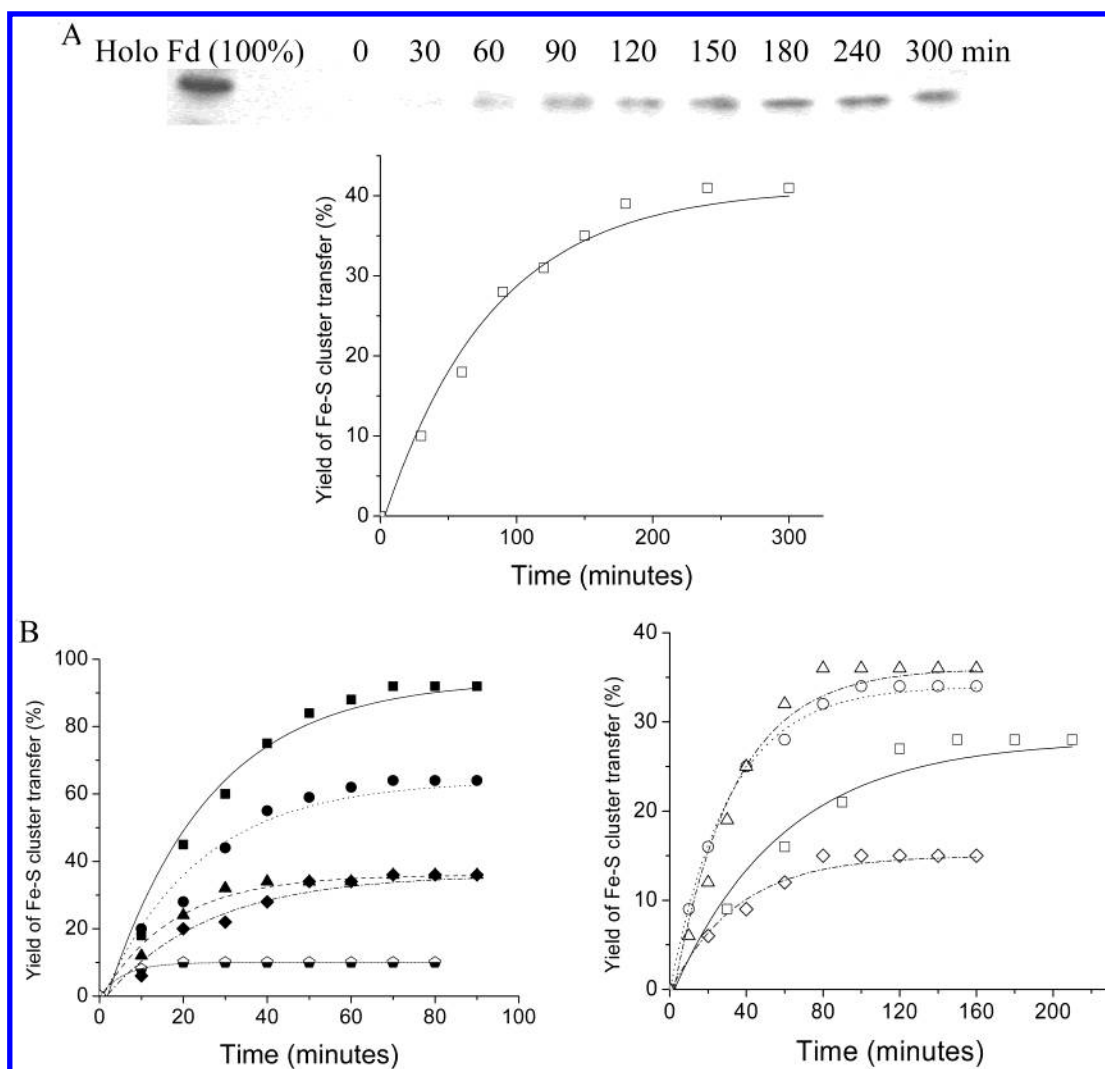 A
Holo Fd (100%) 0 30 60 90 120 150 180 240 300 min
Yield of Fe-S cluster transfer (%)
40
30
20
10
0
0 100 200 300
Time (minutes)
B
Yield of Fe-S cluster transfer (%)
100
80
60
40
20
0
0 20 40 60 80 100
Time (minutes)
Yield of Fe-S cluster transfer (%)
40
30
20
10
0
0 40 80 120 160 200
Time (minutes)